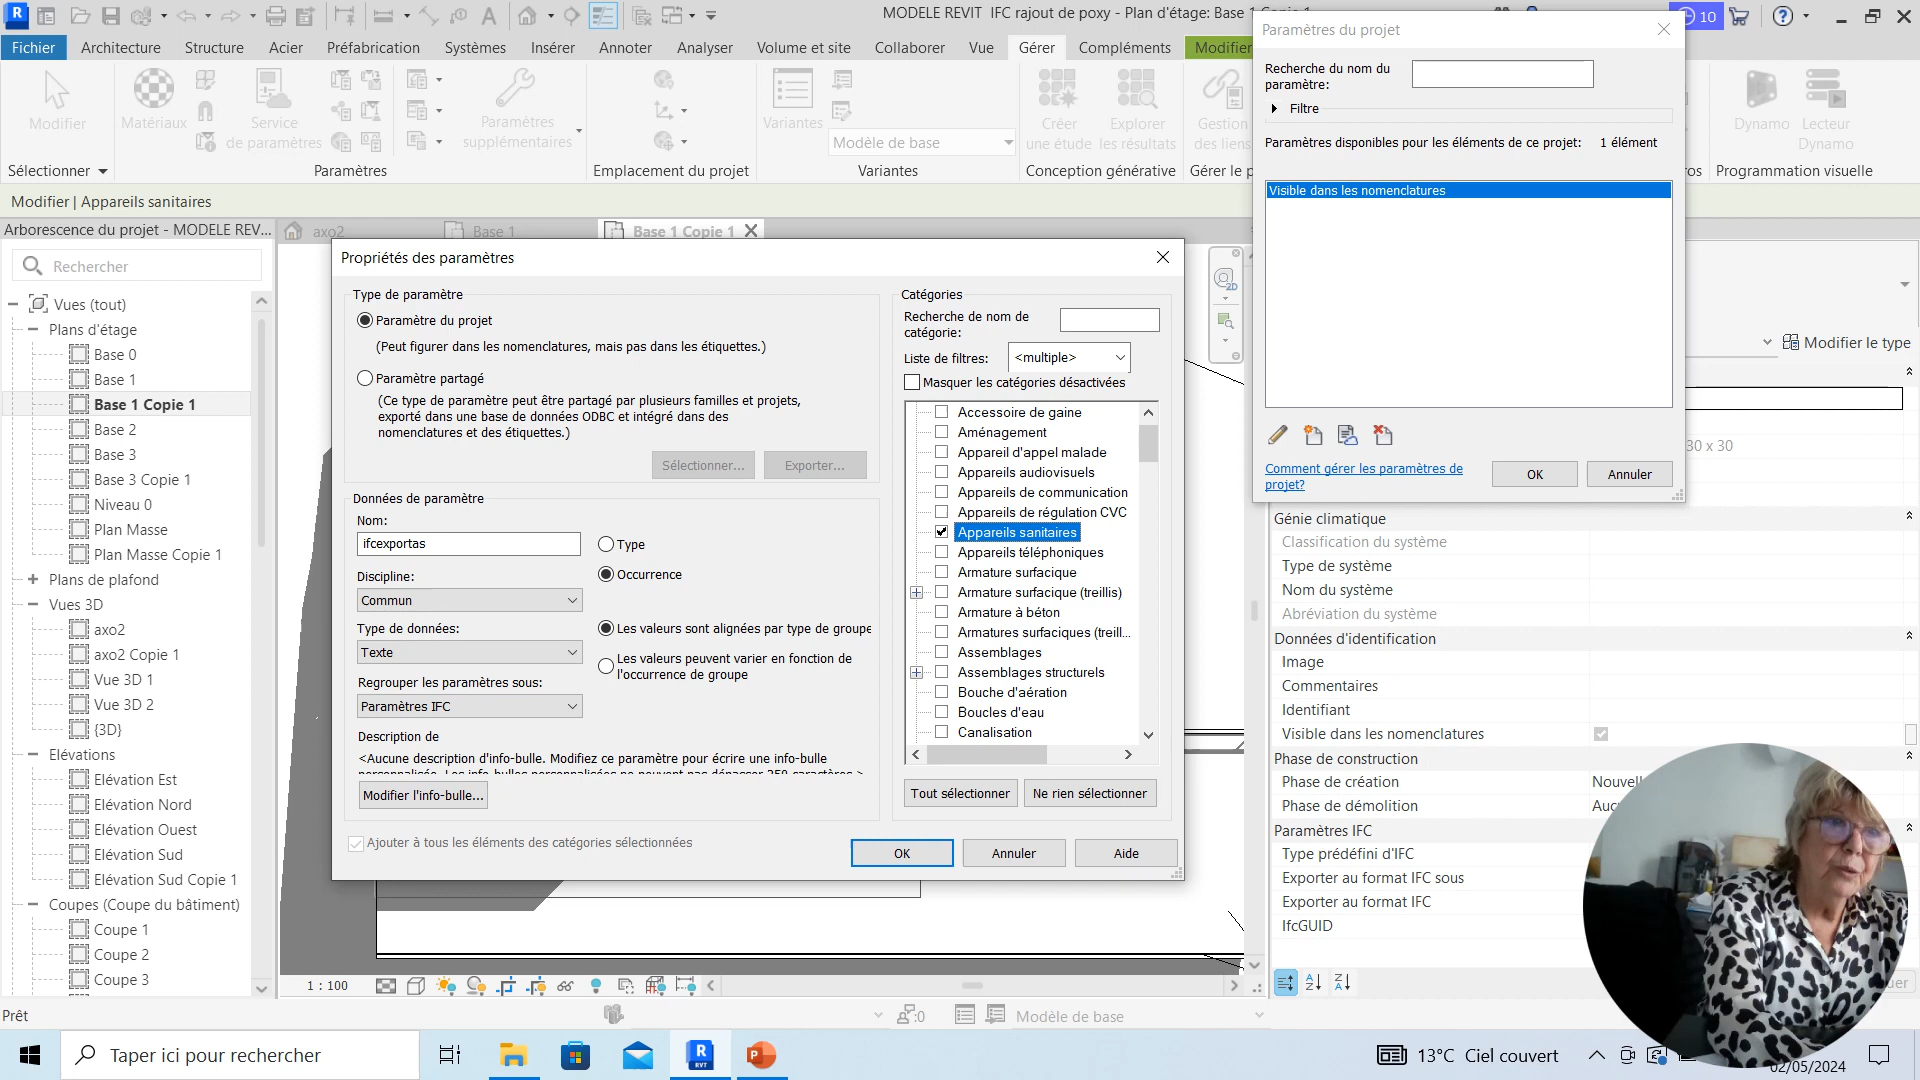 MODELE REVIT IFC rajout de poxy - Plan d'étage: Base 1 Copie 1
10
Fichier
Architecture
Structure
Acier
Préfabrication
Systèmes
Insérer
Annoter
Analyser
Volume et site
Collaborer
Vue
Gérer
Compléments
Modifier
Modifier
Matériaux
Service
de paramètres
Paramètres
supplémentaires
Variantes
Modèle de base
Créer
une étude
Explorer
les résultats
Gestion
des liens
Dynamo
Lecteur
Dynamo
Sélectionner
Paramètres
Emplacement du projet
Variantes
Conception générative
Gérer le p
ros
Programmation visuelle
Modifier | Appareils sanitaires
Arborescence du projet - MODELE REV...
axo2
Base 1
Base 1 Copie 1
Rechercher
Vues (tout)
Plans d'étage
Base 0
Base 1
Base 1 Copie 1
Base 2
Base 3
Base 3 Copie 1
Niveau 0
Plan Masse
Plan Masse Copie 1
Plans de plafond
Vues 3D
axo2
axo2 Copie 1
Vue 3D 1
Vue 3D 2
{3D}
Elévations
Elévation Est
Elévation Nord
Elévation Ouest
Elévation Sud
Elévation Sud Copie 1
Coupes (Coupe du bâtiment)
Coupe 1
Coupe 2
Coupe 3
Propriétés des paramètres
Type de paramètre
Paramètre du projet
(Peut figurer dans les nomenclatures, mais pas dans les étiquettes.)
Paramètre partagé
(Ce type de paramètre peut être partagé par plusieurs familles et projets,
exporté dans une base de données ODBC et intégré dans des
nomenclatures et des étiquettes.)
Sélectionner...
Exporter...
Données de paramètre
Nom:
ifcexportas
Type
Discipline:
Occurrence
Commun
Type de données:
Les valeurs sont alignées par type de groupe
Texte
Les valeurs peuvent varier en fonction de
l'occurrence de groupe
Regrouper les paramètres sous:
Paramètres IFC
Description de
<Aucune description d'info-bulle. Modifiez ce paramètre pour écrire une info-bulle
personnalisée. Les info-bulles personnalisées ne peuvent pas dépasser 250 caractères.>
Modifier l'info-bulle...
Ajouter à tous les éléments des catégories sélectionnées
Catégories
Recherche de nom de
catégorie:
Liste de filtres:
<multiple>
Masquer les catégories désactivées
Accessoire de gaine
Aménagement
Appareil d'appel malade
Appareils audiovisuels
Appareils de communication
Appareils de régulation CVC
Appareils sanitaires
Appareils téléphoniques
Armature surfacique
Armature surfacique (treillis)
Armature à béton
Armatures surfaciques (treill...
Assemblages
Assemblages structurels
Bouche d'aération
Boucles d'eau
Canalisation
Tout sélectionner
Ne rien sélectionner
OK
Annuler
Aide
2D
Paramètres du projet
Recherche du nom du
paramètre:
Filtre
Paramètres disponibles pour les éléments de ce projet:
1 élément
Visible dans les nomenclatures
Comment gérer les paramètres de
projet?
OK
Annuler
Modifier le type
30 x 30
Génie climatique
Classification du système
Type de système
Nom du système
Abréviation du système
Données d'identification
Image
Commentaires
Identifiant
Visible dans les nomenclatures
Phase de construction
Phase de création
Nouvell
Phase de démolition
Auc
Paramètres IFC
Type prédéfini d'IFC
Exporter au format IFC sous
Exporter au format IFC
IfcGUID
uer
1 : 100
Prêt
:0
Modèle de base
Taper ici pour rechercher
13°C Ciel couvert
02/05/2024